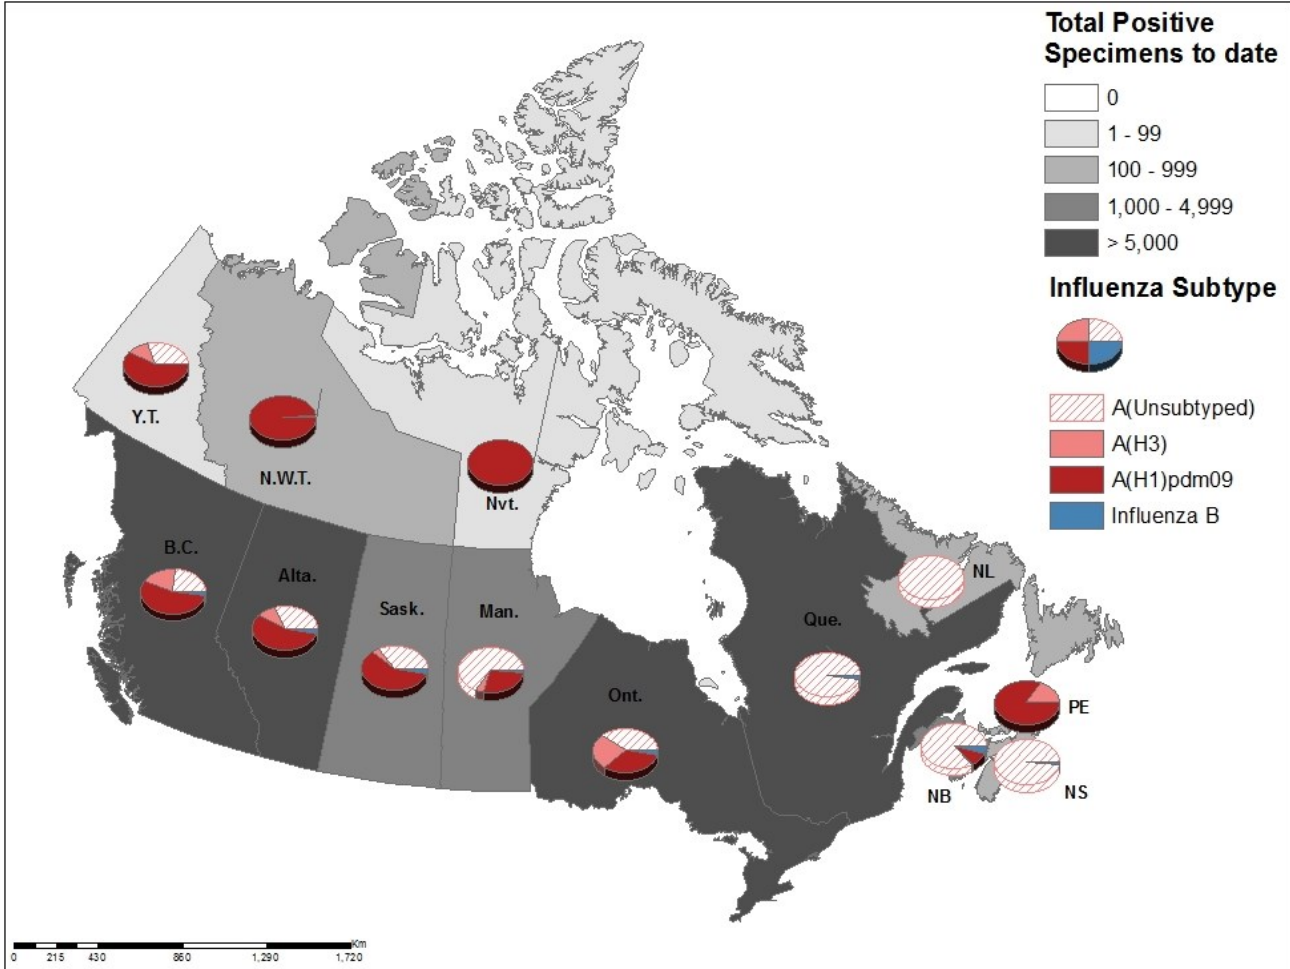 Total Positive
Specimens to date
0
1 - 99
100 - 999
1,000 - 4,999
> 5,000
Influenza Subtype
A(Unsubtyped)
A(H3)
A(H1)pdm09
Influenza B
Y.T.
N.W.T.
Nvt.
B.C.
Alta.
Sask.
Man.
Ont.
Que.
NL
PE
NB
NS
Km
0 215 430 860 1,290 1,720